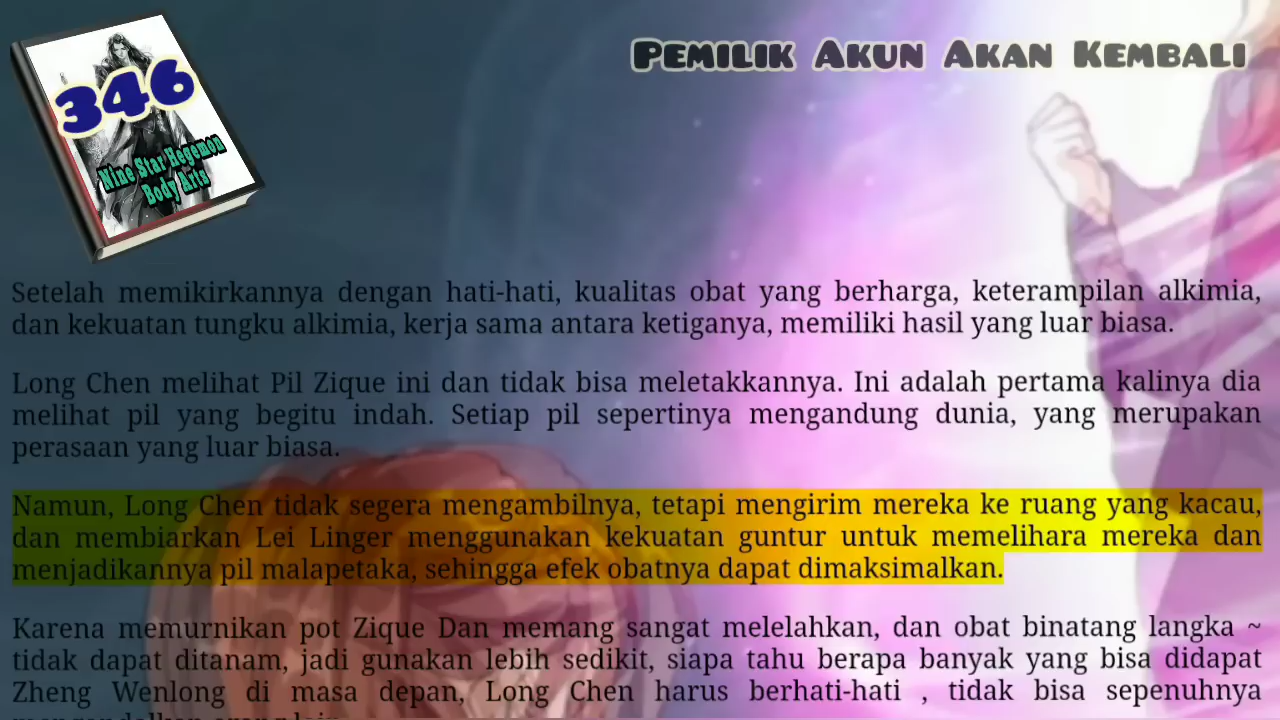 Pemilik Akun Akan Kembali
346
Nine Star Hegemon
Body Arts
Setelah memikirkannya dengan hati-hati, kualitas obat yang berharga, keterampilan alkimia,
dan kekuatan tungku alkimia, kerja sama antara ketiganya, memiliki hasil yang luar biasa.
Long Chen melihat Pil Zique ini dan tidak bisa meletakkannya. Ini adalah pertama kalinya dia
melihat pil yang begitu indah. Setiap pil sepertinya mengandung dunia, yang merupakan
perasaan yang luar biasa.
Namun, Long Chen tidak segera mengambilnya, tetapi mengirim mereka ke ruang yang kacau,
dan membiarkan Lei Linger menggunakan kekuatan guntur untuk memelihara mereka dan
menjadikannya pil malapetaka, sehingga efek obatnya dapat dimaksimalkan.
Karena memurnikan pot Zique Dan memang sangat melelahkan, dan obat binatang langka ~
tidak dapat ditanam, jadi gunakan lebih sedikit, siapa tahu berapa banyak yang bisa didapat
Zheng Wenlong di masa depan, Long Chen harus berhati-hati , tidak bisa sepenuhnya